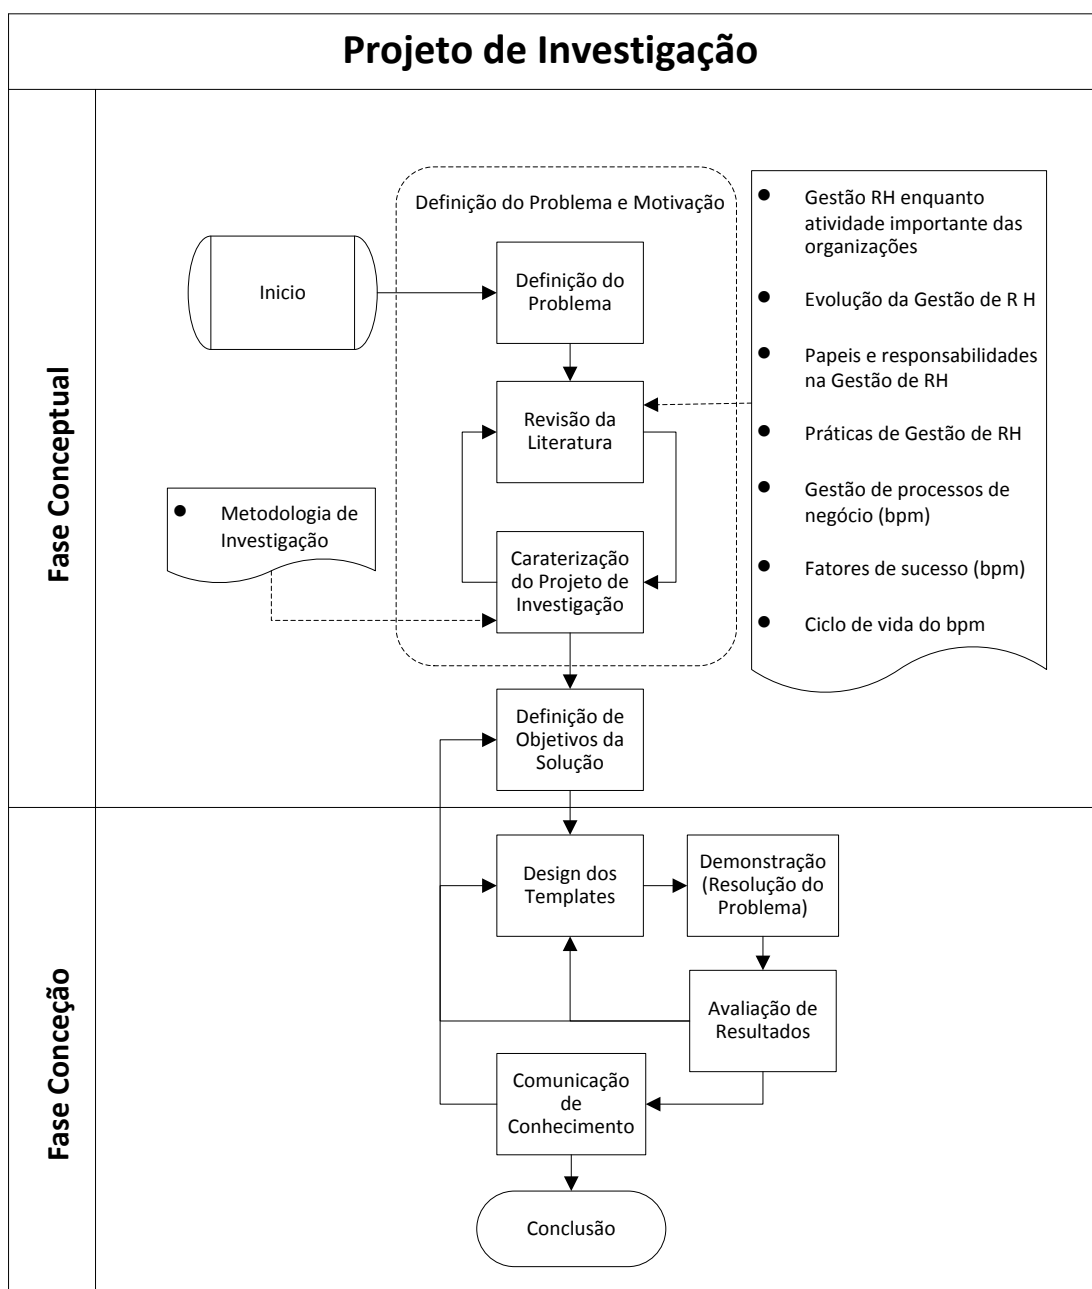 Projeto de Investigação
Fase Conceptual
Definição do Problema e Motivação
Inicio
Definição do
Problema
Revisão da
Literatura
Caraterização
do Projeto de
Investigação
● Metodologia de
Investigação
● Gestão RH enquanto
atividade importante das
organizações
● Evolução da Gestão de R H
● Papeis e responsabilidades
na Gestão de RH
● Práticas de Gestão de RH
● Gestão de processos de
negócio (bpm)
● Fatores de sucesso (bpm)
● Ciclo de vida do bpm
Definição de
Objetivos da
Solução
Fase Conceção
Design dos
Templates
Demonstração
(Resolução do
Problema)
Avaliação de
Resultados
Comunicação
de
Conhecimento
Conclusão